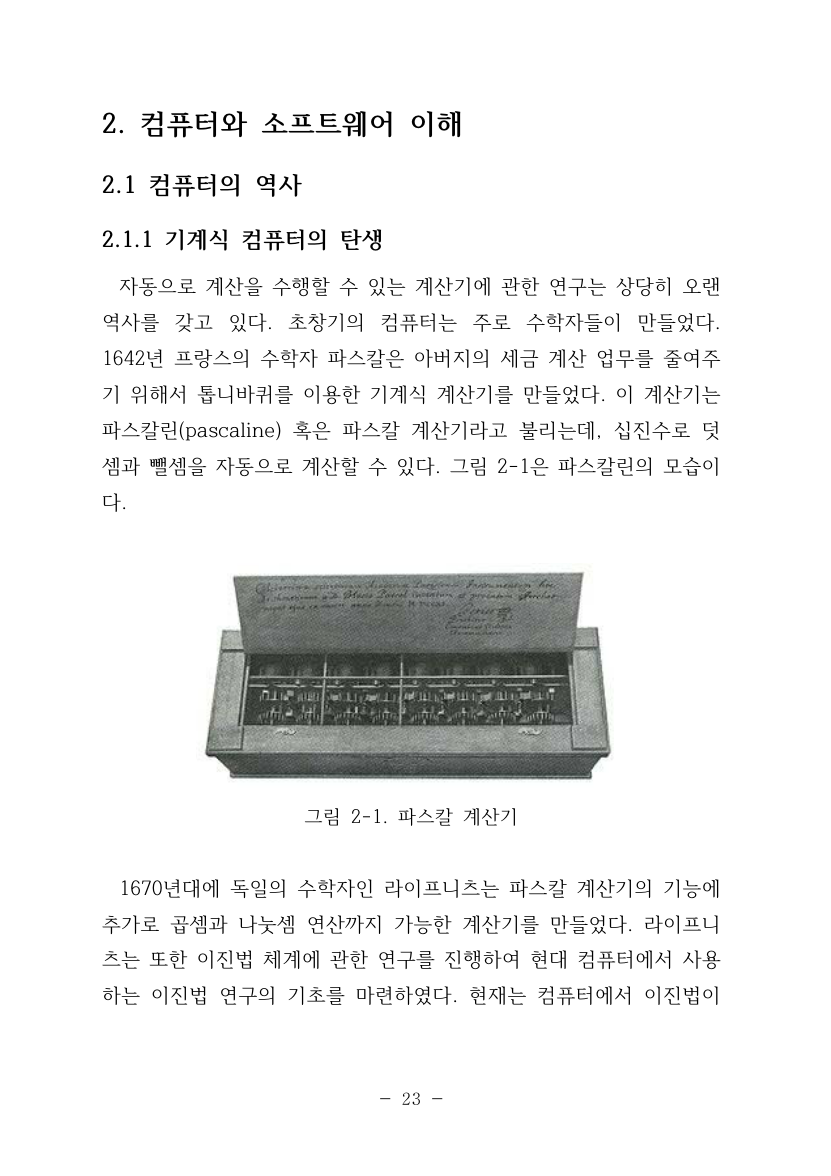 2. 컴퓨터와 소프트웨어 이해
2.1 컴퓨터의 역사
2.1.1 기계식 컴퓨터의 탄생
자동으로 계산을 수행할 수 있는 계산기에 관한 연구는 상당히 오랜
역사를 갖고 있다. 초창기의 컴퓨터는 주로 수학자들이 만들었다.
1642년 프랑스의 수학자 파스칼은 아버지의 세금 계산 업무를 줄여주
기 위해서 톱니바퀴를 이용한 기계식 계산기를 만들었다. 이 계산기는
파스칼린(pascaline) 혹은 파스칼 계산기라고 불리는데, 십진수로 덧
셈과 뺄셈을 자동으로 계산할 수 있다. 그림 2-1은 파스칼린의 모습이
다.
그림 2-1. 파스칼 계산기
1670년대에 독일의 수학자인 라이프니츠는 파스칼 계산기의 기능에
추가로 곱셈과 나눗셈 연산까지 가능한 계산기를 만들었다. 라이프니
츠는 또한 이진법 체계에 관한 연구를 진행하여 현대 컴퓨터에서 사용
하는 이진법 연구의 기초를 마련하였다. 현재는 컴퓨터에서 이진법이
- 23 -